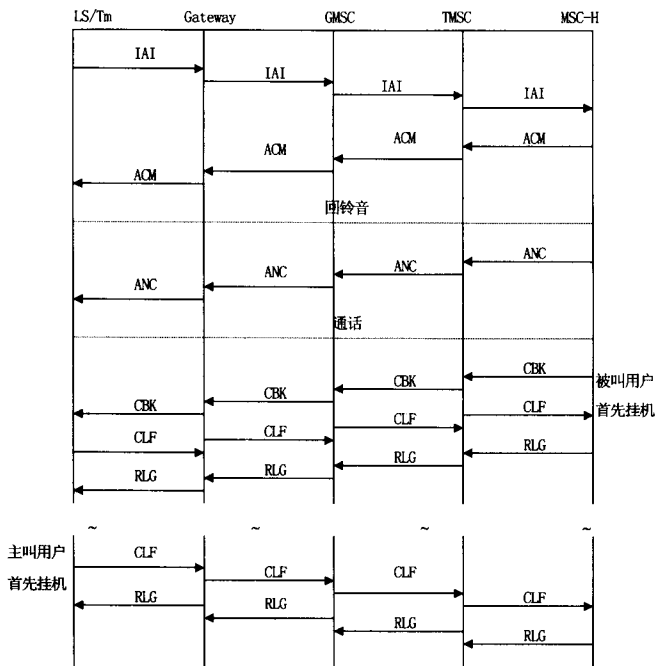 LS/Tm Gateway GMSC TMSC MSC-H
IAI
IAI
IAI
IAI
ACM
ACM
ACM
ACM
回铃音
ANC
ANC
ANC
ANC
通话
CBK 被叫用户
CBK
CBK
CBK
CLF 首先挂机
CLF
CLF
CLF
RLG
RLG
RLG
RLG
~ ~ ~ ~
主叫用户 CLF
CLF
CLF
首先挂机
CLF
RLG
RLG
RLG
RLG